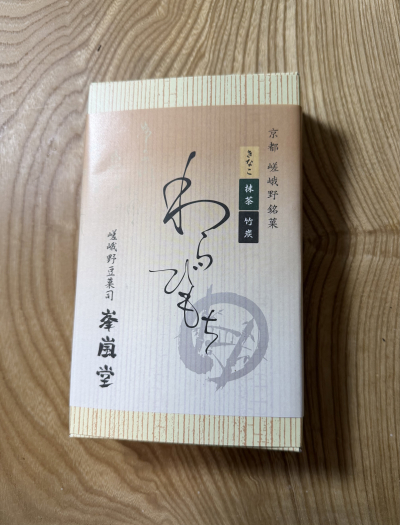 京都 嵯峨野銘菓
きなこ
抹茶
竹炭
わらびもち
嵯峨野豆菓司
峯嵐堂